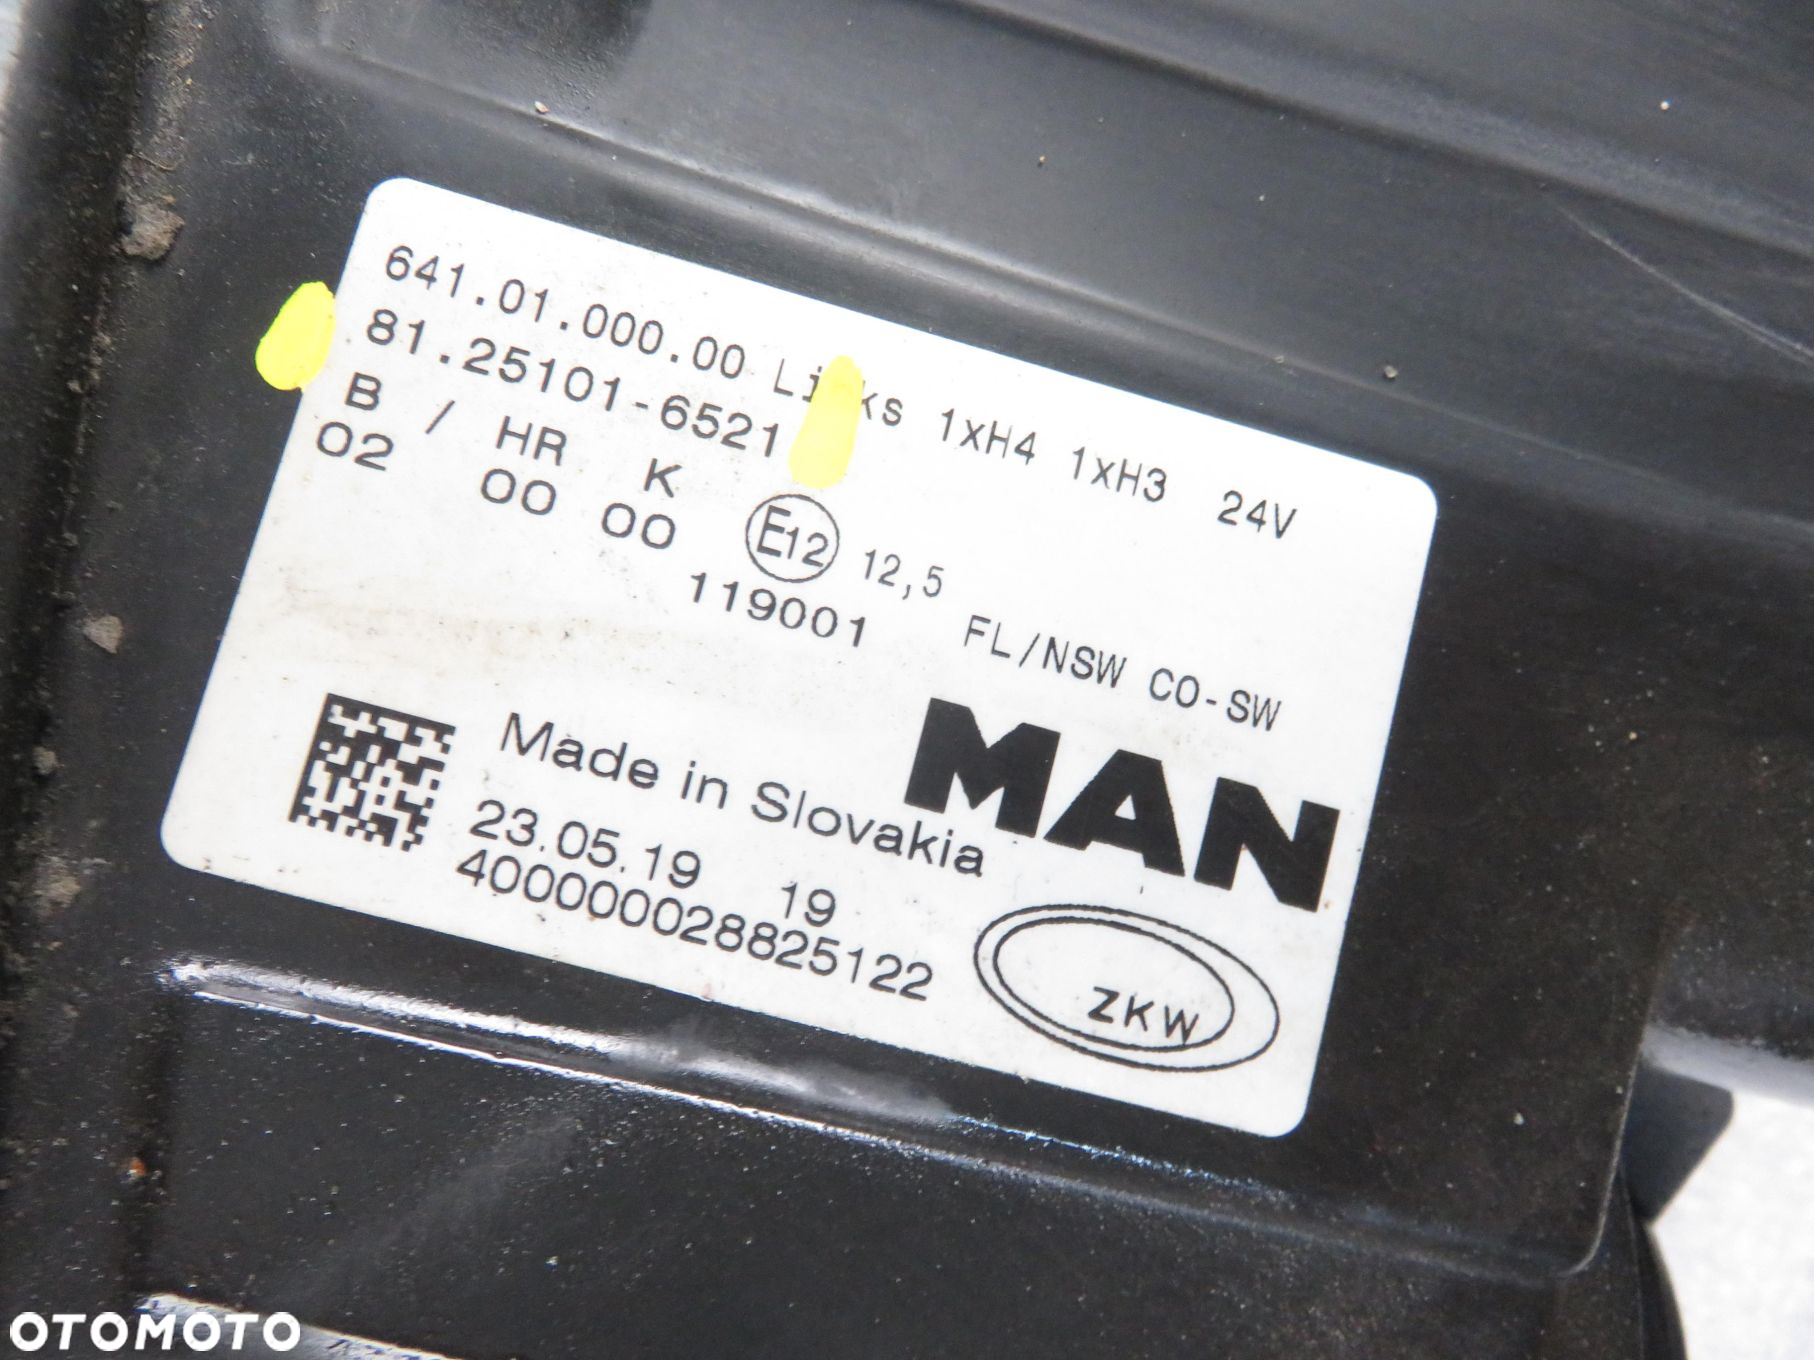 641.01.000.00 Links 1xH4 1xH3 24V
81.25101-6521
B / HR K
02 00 00 E12 12,5
119001 FL/NSW CO-SW
Made in Slovakia MAN
23.05.19 19
40000028825122
ZKW
OTOMOTO